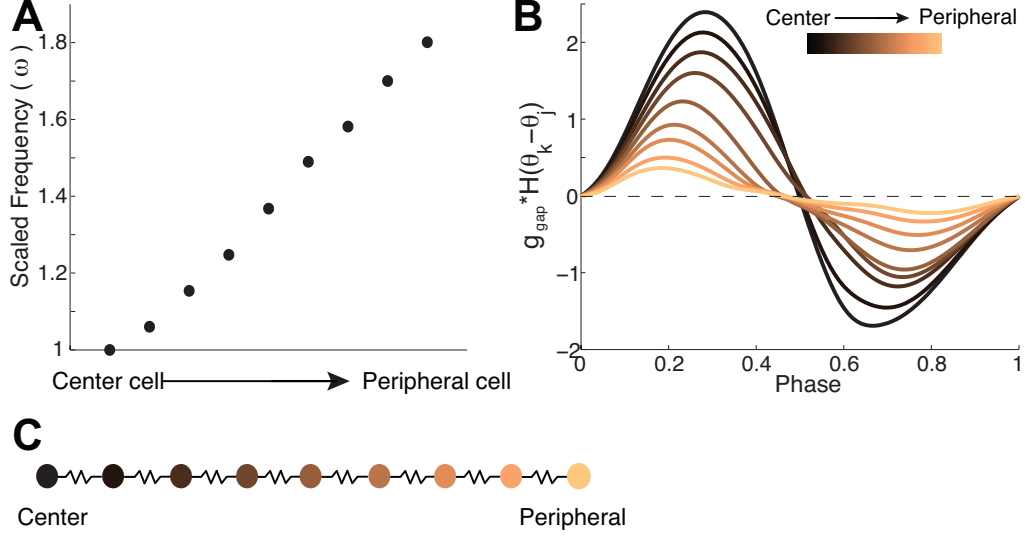 A
Scaled Frequency ( ω )
1.8
1.6
1.4
1.2
1
Center cell
Peripheral cell
B
Center
Peripheral
g_gap*H(θ_k−θ_j)
2
1
0
−1
−2
0
0.2
0.4
0.6
0.8
1
Phase
C
Center
Peripheral